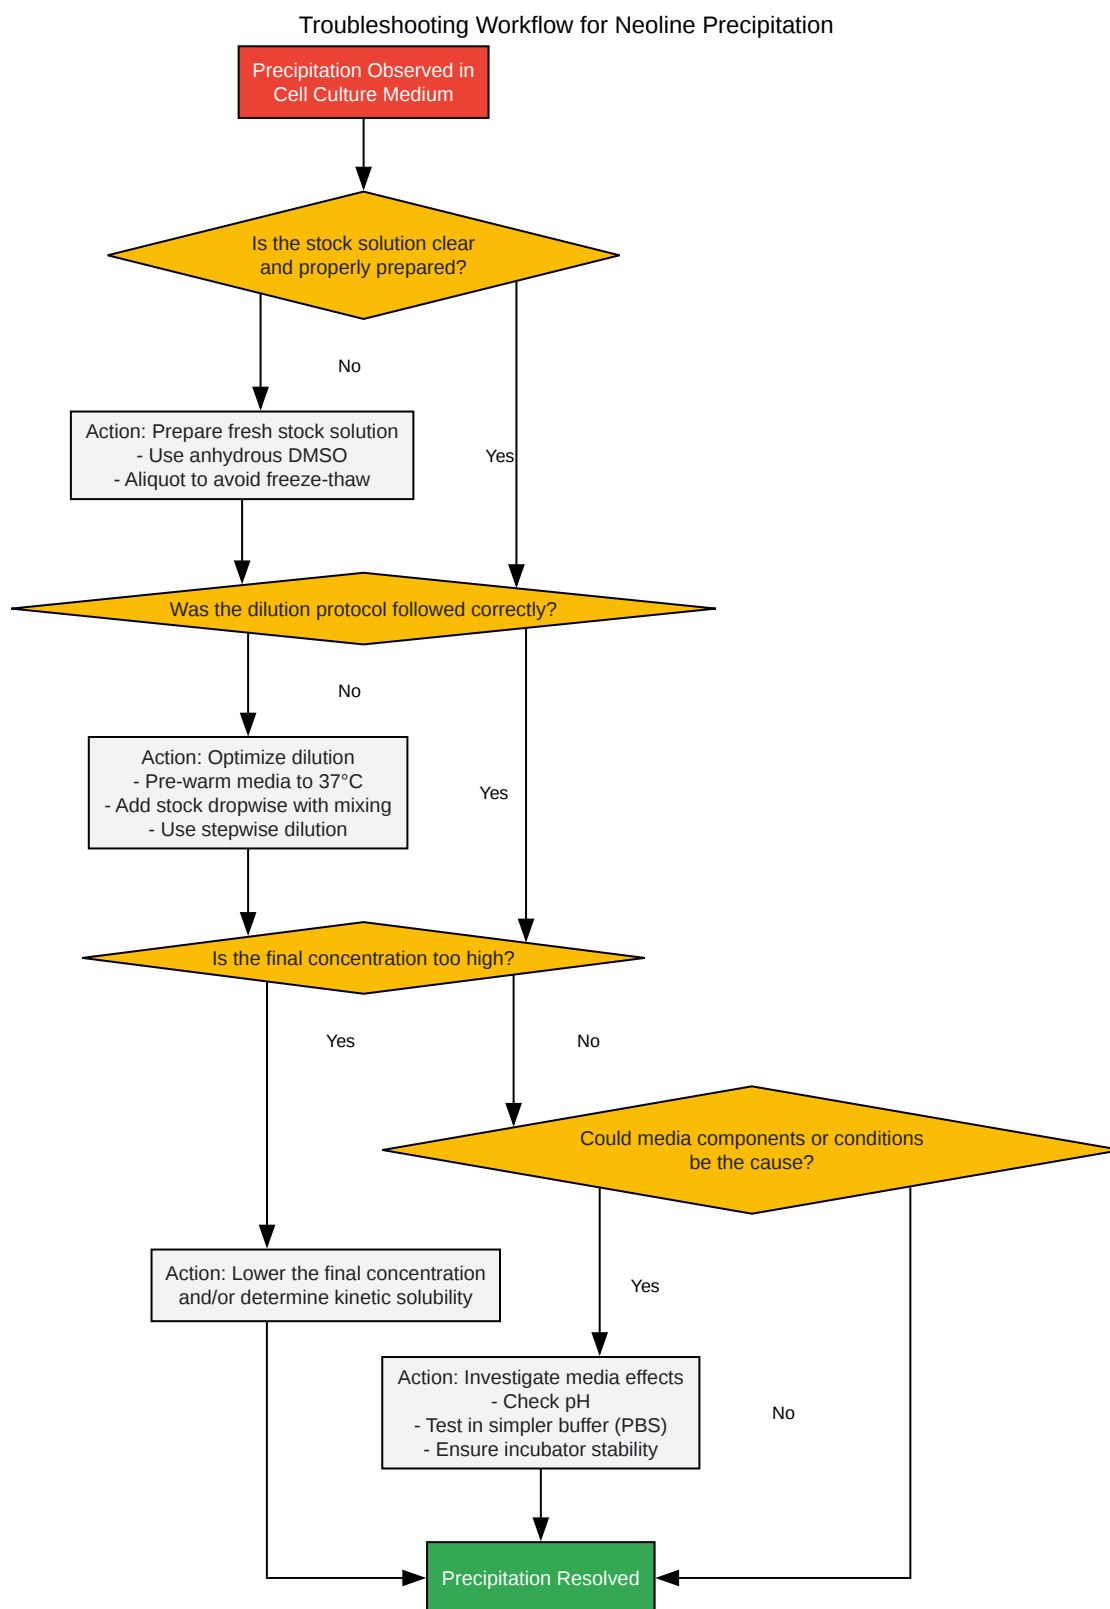 Troubleshooting Workflow for Neoline Precipitation
Precipitation Observed in
Cell Culture Medium
Is the stock solution clear
and properly prepared?
No
Action: Prepare fresh stock solution
- Use anhydrous DMSO
- Aliquot to avoid freeze-thaw
Yes
Was the dilution protocol followed correctly?
No
Action: Optimize dilution
- Pre-warm media to 37°C
- Add stock dropwise with mixing
- Use stepwise dilution
Yes
Is the final concentration too high?
Yes
No
Could media components or conditions
be the cause?
Action: Lower the final concentration
and/or determine kinetic solubility
Yes
Action: Investigate media effects
- Check pH
- Test in simpler buffer (PBS)
- Ensure incubator stability
No
Precipitation Resolved